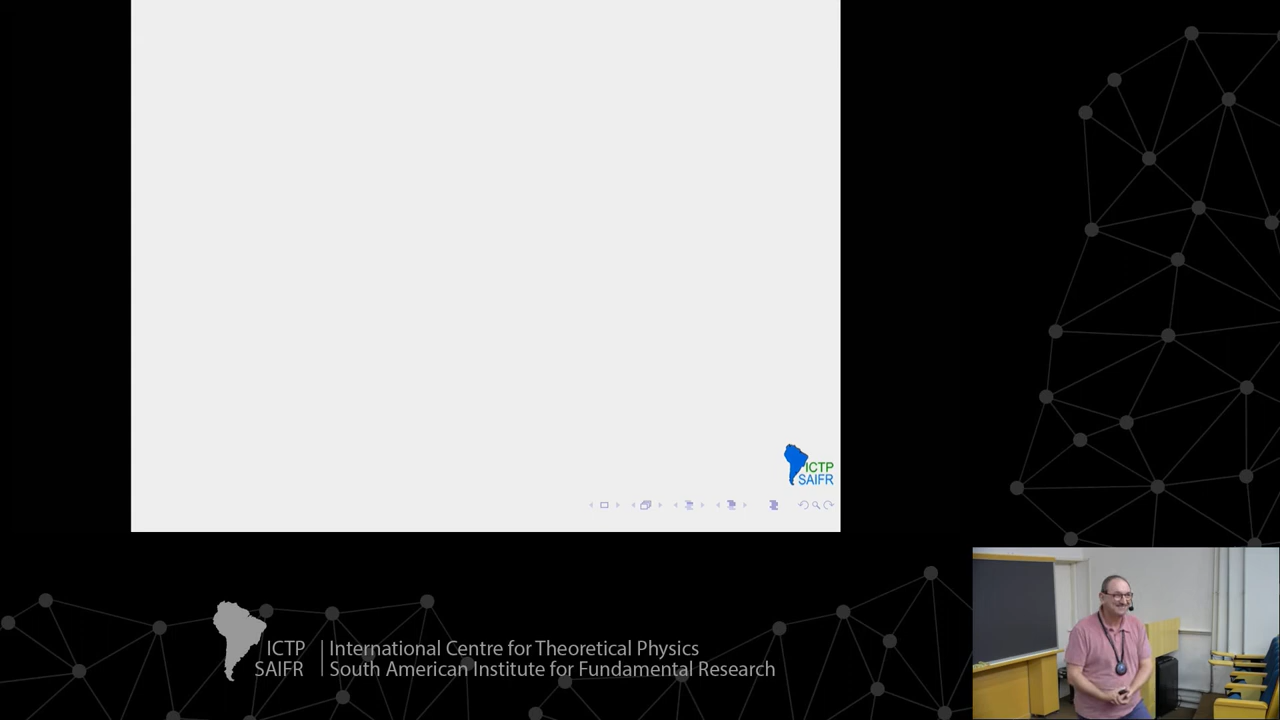 ICTP
SAIFR
ICTP
SAIFR
International Centre for Theoretical Physics
South American Institute for Fundamental Research